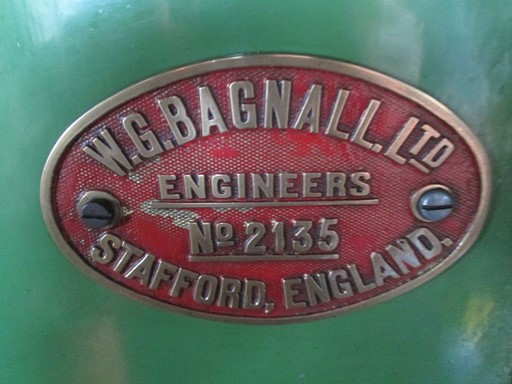 W.G.BAGNALL.LTD
ENGINEERS
No 2135
STAFFORD, ENGLAND.